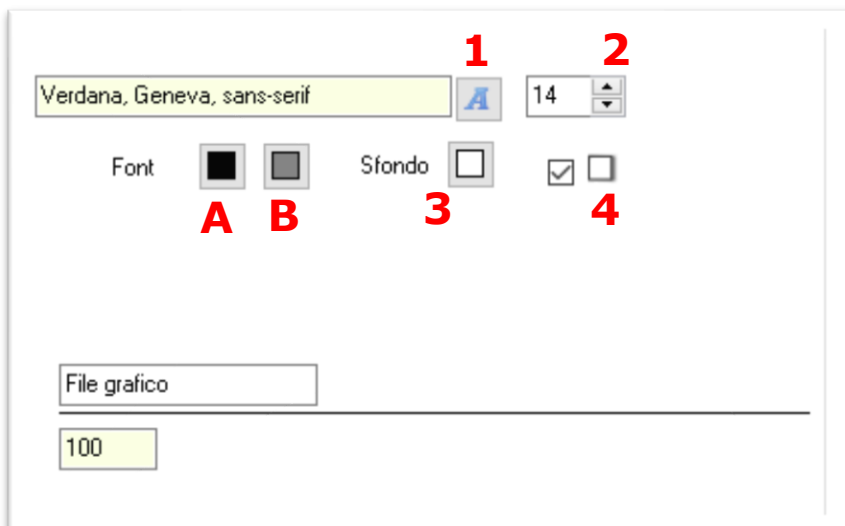 1 2
Verdana, Geneva, sans-serif A 14
Font Sfondo
A B 3 4
File grafico
100